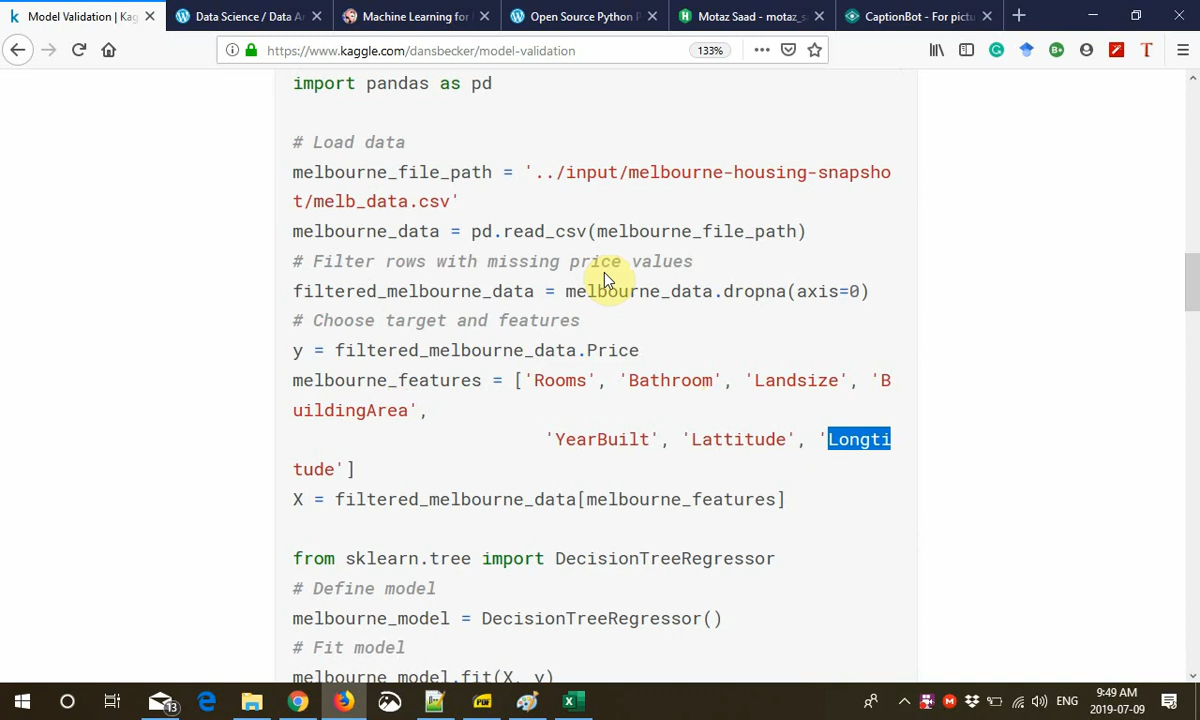 Model Validation | Kag
Data Science / Data A
Machine Learning for
Open Source Python P
Motaz Saad - motaz_s
CaptionBot - For pictu
https://www.kaggle.com/dansbecker/model-validation
133%
import pandas as pd
# Load data
melbourne_file_path = '../input/melbourne-housing-snapsho
t/melb_data.csv'
melbourne_data = pd.read_csv(melbourne_file_path)
# Filter rows with missing price values
filtered_melbourne_data = melbourne_data.dropna(axis=0)
# Choose target and features
y = filtered_melbourne_data.Price
melbourne_features = ['Rooms', 'Bathroom', 'Landsize', 'B
uildingArea',
'YearBuilt', 'Lattitude', 'Longti
tude']
X = filtered_melbourne_data[melbourne_features]
from sklearn.tree import DecisionTreeRegressor
# Define model
melbourne_model = DecisionTreeRegressor()
# Fit model
melbourne_model.fit(X, y)
13
ENG
9:49 AM
2019-07-09